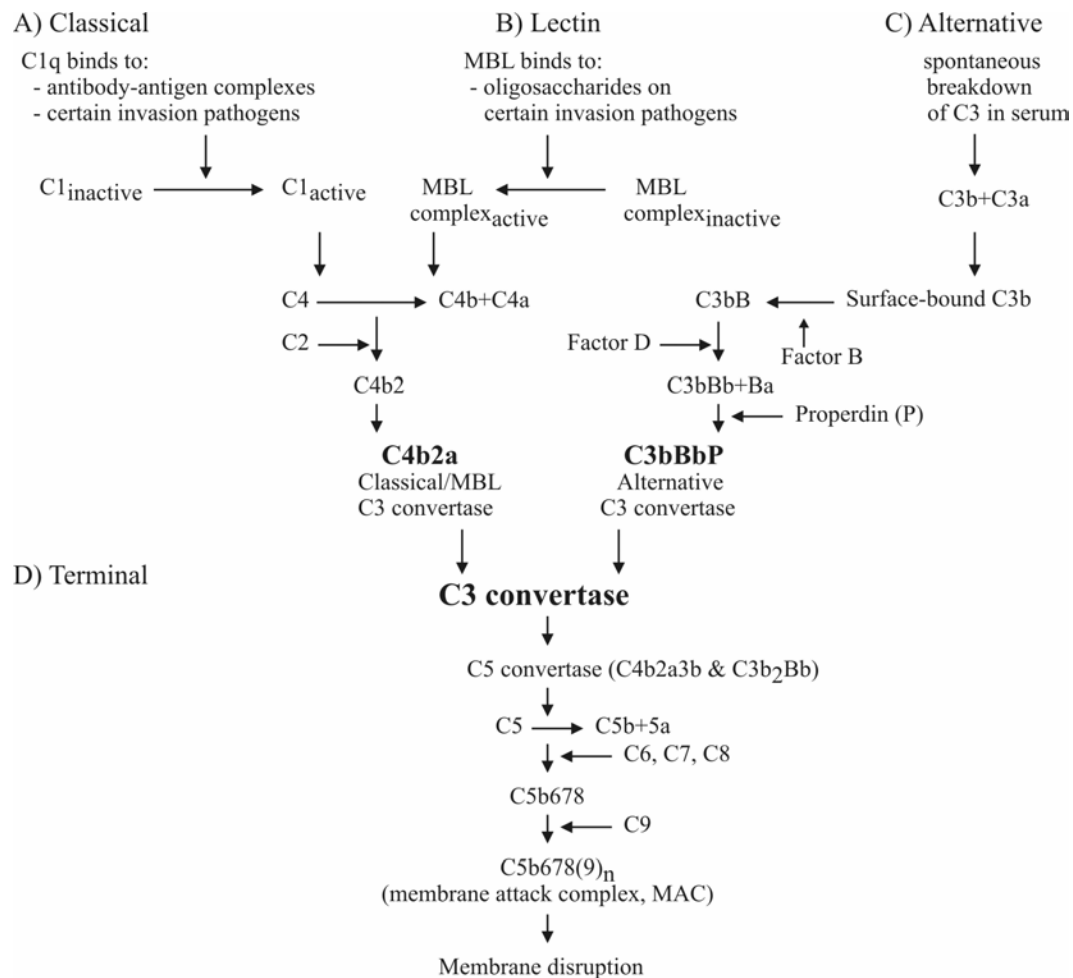 A) Classical
B) Lectin
C) Alternative
C1q binds to:
- antibody-antigen complexes
- certain invasion pathogens
MBL binds to:
- oligosaccharides on
certain invasion pathogens
spontaneous
breakdown
of C3 in serum
C1inactive
C1active
MBL
complexactive
MBL
complexinactive
C3b+C3a
C4
C4b+C4a
C3bB
Surface-bound C3b
C2
Factor D
Factor B
C4b2
C3bBb+Ba
Properdin (P)
C4b2a
Classical/MBL
C3 convertase
C3bBbP
Alternative
C3 convertase
D) Terminal
C3 convertase
C5 convertase (C4b2a3b & C3b2Bb)
C5
C5b+5a
C6, C7, C8
C5b678
C9
C5b678(9)n
(membrane attack complex, MAC)
Membrane disruption